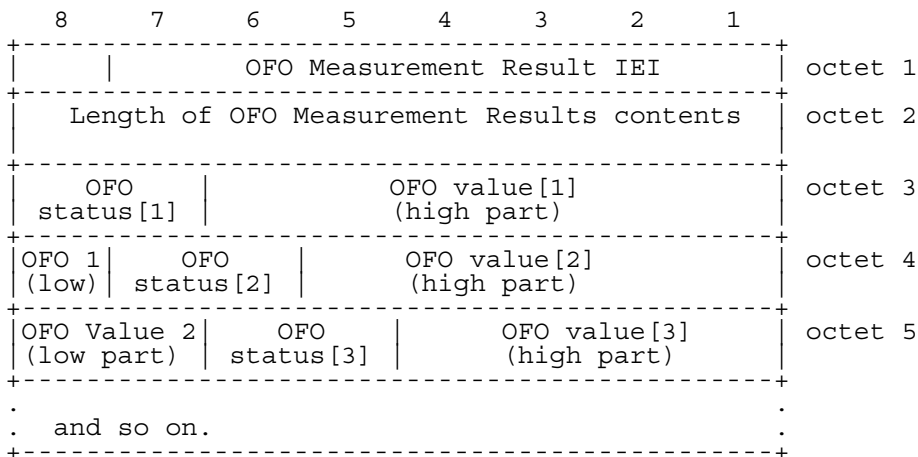 8 7 6 5 4 3 2 1
OFO Measurement Result IEI octet 1
Length of OFO Measurement Results contents octet 2
OFO OFO value[1] octet 3
status[1] (high part)
OFO 1 OFO OFO value[2] octet 4
(low) status[2] (high part)
OFO Value 2 OFO OFO value[3] octet 5
(low part) status[3] (high part)
. .
. and so on. .